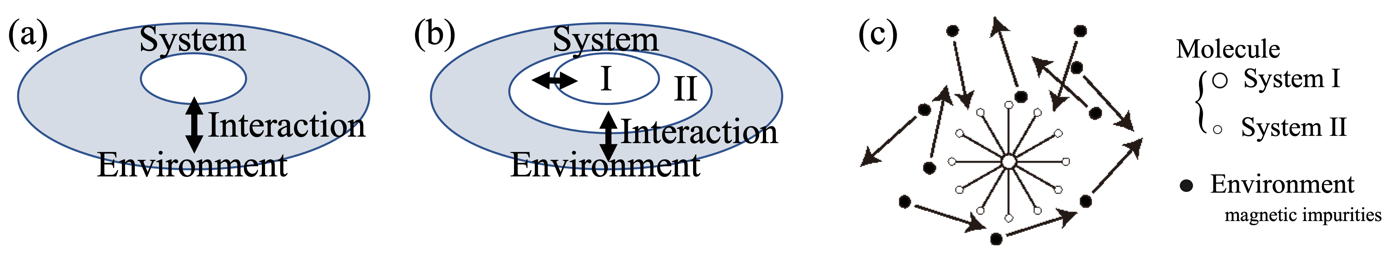 (a)
System
Interaction
Environment
(b)
System
I
II
Interaction
Environment
(c)
Molecule
System I
System II
Environment
magnetic impurities